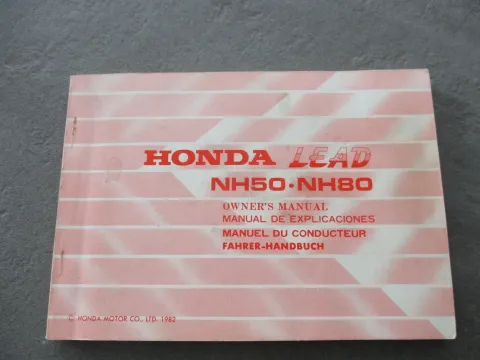 HONDA LEAD
NH50·NH80
OWNER'S MANUAL
MANUAL DE EXPLICACIONES
MANUEL DU CONDUCTEUR
FAHRER-HANDBUCH
© HONDA MOTOR CO., LTD. 1982